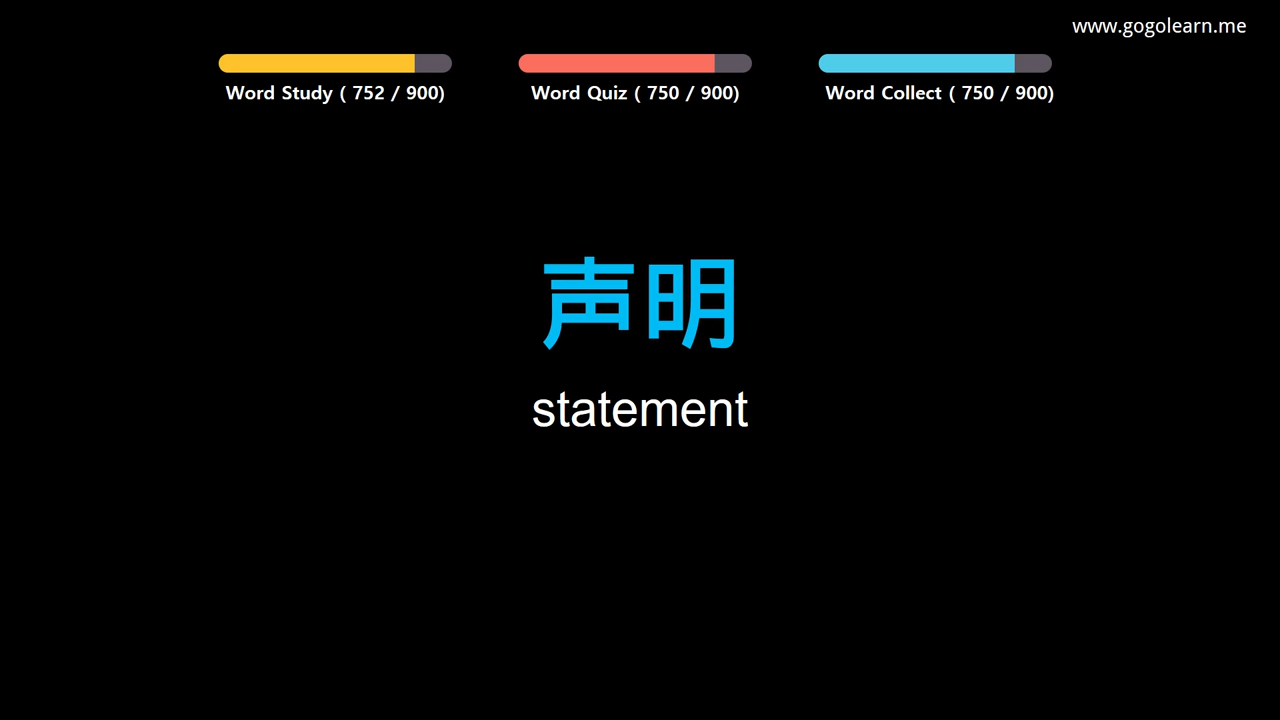 www.gogolearn.me
Word Study ( 752 / 900)
Word Quiz ( 750 / 900)
Word Collect ( 750 / 900)
声明
statement